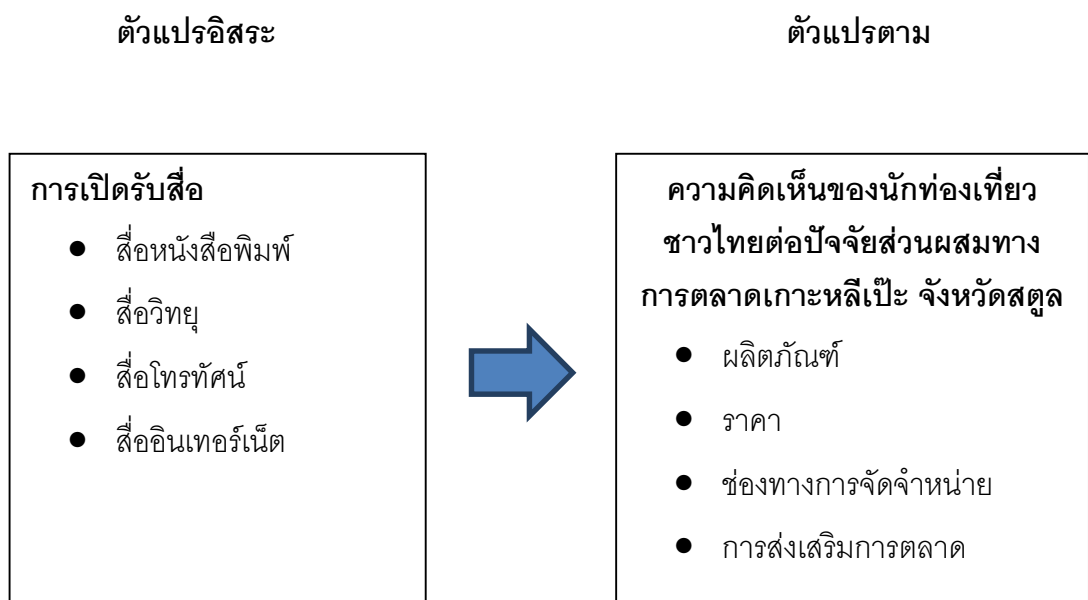 ตัวแปรอิสระ
ตัวแปรตาม
การเปิดรับสื่อ
● สื่อหนังสือพิมพ์
● สื่อวิทยุ
● สื่อโทรทัศน์
● สื่ออินเทอร์เน็ต
ความคิดเห็นของนักท่องเที่ยว
ชาวไทยต่อปัจจัยส่วนผสมทาง
การตลาดเกาะหลีเป๊ะ จังหวัดสตูล
● ผลิตภัณฑ์
● ราคา
● ช่องทางการจัดจำหน่าย
● การส่งเสริมการตลาด